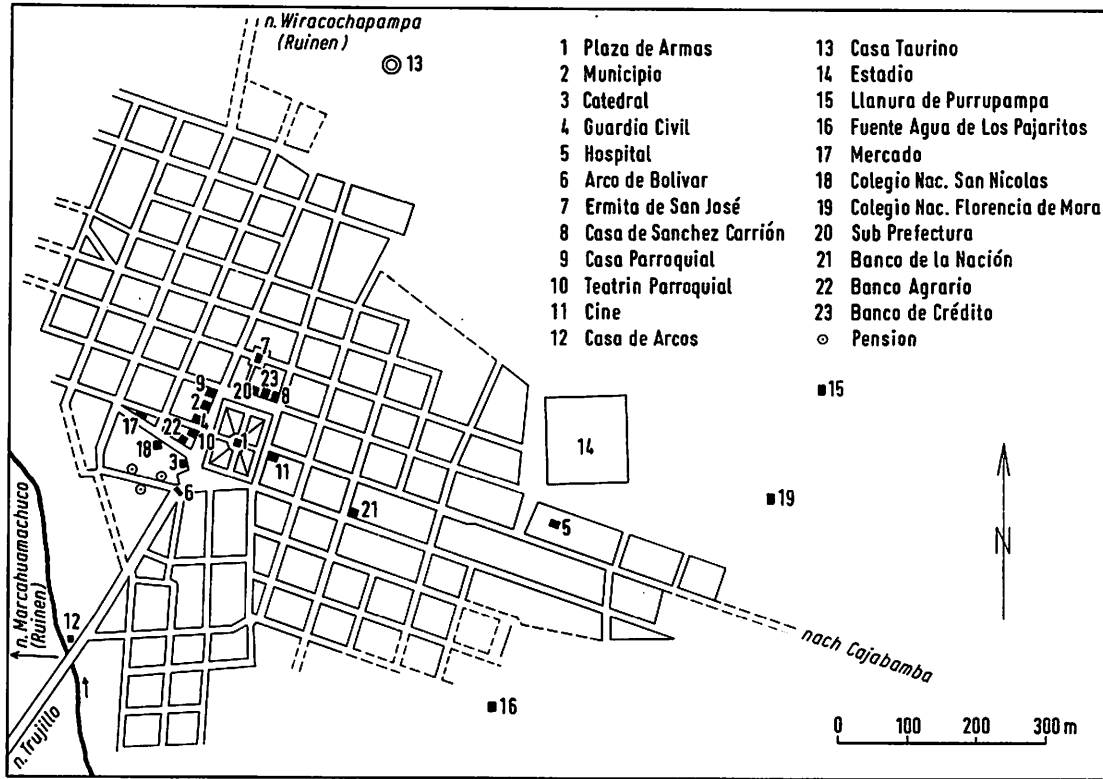 n. Wiracochapampa
(Ruinen)
13
1 Plaza de Armas
2 Municipio
3 Catedral
4 Guardia Civil
5 Hospital
6 Arco de Bolivar
7 Ermita de San José
8 Casa de Sanchez Carrión
9 Casa Parroquial
10 Teatrin Parroquial
11 Cine
12 Casa de Arcos
13 Casa Taurino
14 Estadio
15 Llanura de Purrupampa
16 Fuente Agua de Los Pajaritos
17 Mercado
18 Colegio Nac. San Nicolas
19 Colegio Nac. Florencia de Mora
20 Sub Prefectura
21 Banco de la Nación
22 Banco Agrario
23 Banco de Crédito
Pension
7
23
20
8
9
2
4
17
22
10
1
18
3
11
6
21
14
15
19
5
N
12
n. Marcahuamachuco
(Ruinen)
n. Trujillo
16
nach Cajabamba
0 100 200 300 m